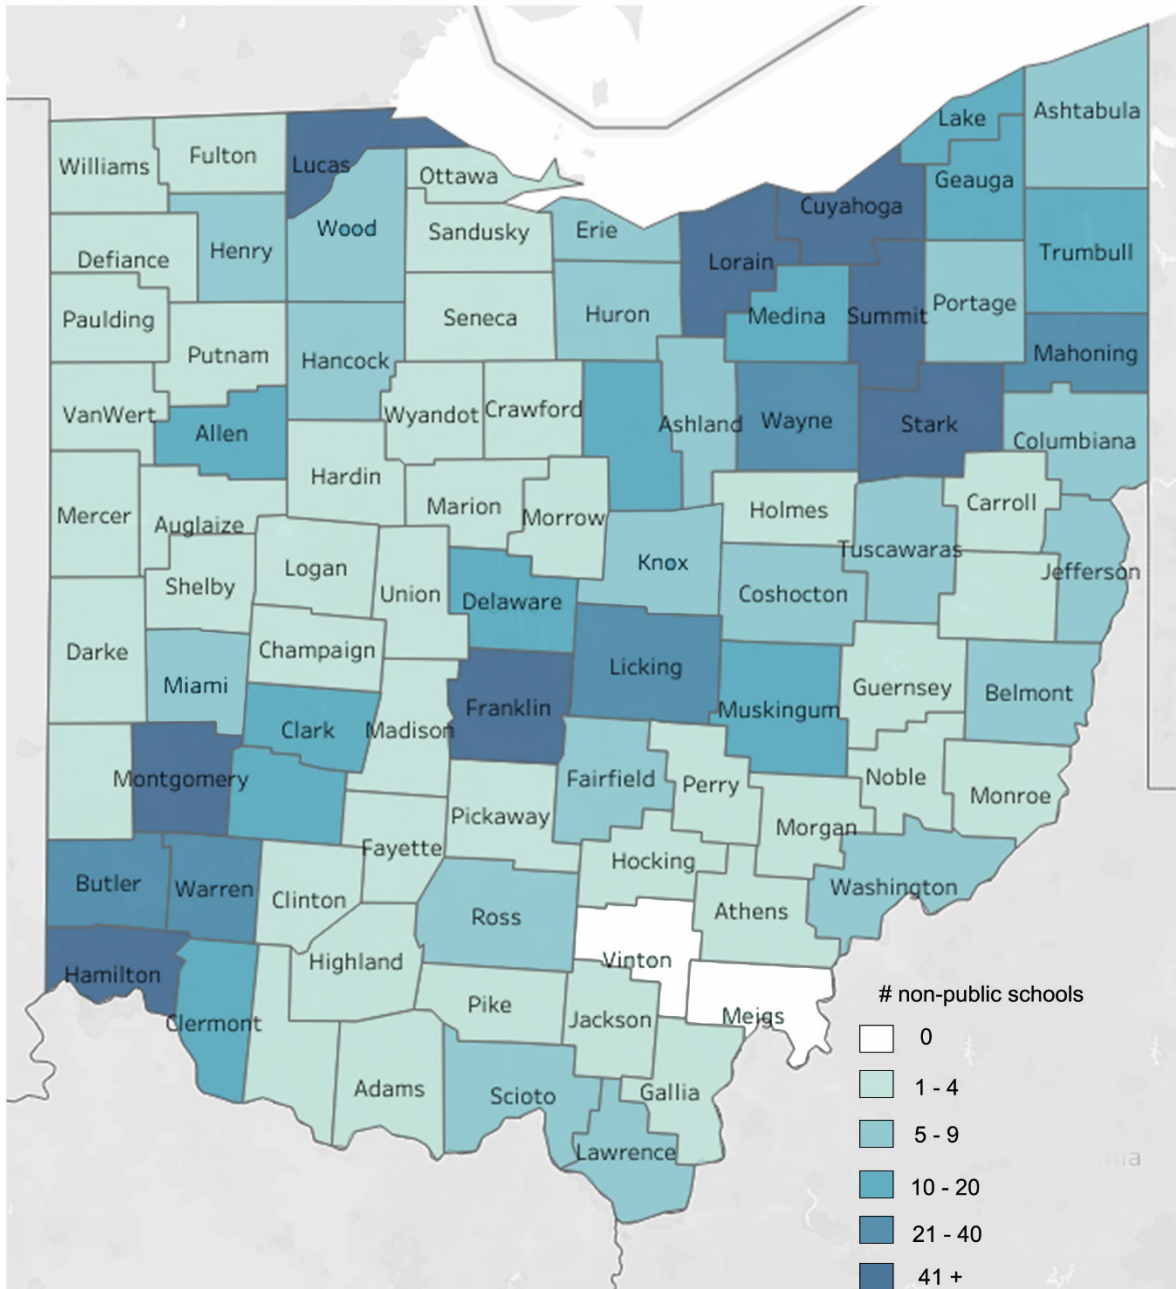 Ashtabula
Lake
Fulton
Williams
Lucas
Ottawa
Geauga
Cuyahoga
Wood
Sandusky
Erie
Henry
Trumbull
Defiance
Lorain
Portage
Paulding
Seneca
Huron
Medina
Summit
Putnam
Hancock
Mahoning
VanWert
Wyandot
Crawford
Ashland
Wayne
Stark
Allen
Columbiana
Hardin
Mercer
Marion
Holmes
Carroll
Auglaize
Morrow
Tuscawaras
Knox
Logan
Jefferson
Shelby
Union
Delaware
Coshocton
Darke
Champaign
Licking
Miami
Guernsey
Belmont
Franklin
Muskingum
Clark
Madison
Montgomery
Fairfield
Perry
Noble
Monroe
Pickaway
Morgan
Fayette
Hocking
Butler
Warren
Washington
Clinton
Ross
Athens
Highland
Vinton
Hamilton
# non-public schools
Pike
Clermont
Jackson
Meigs
0
Adams
Scioto
Gallia
1 - 4
5 - 9
Lawrence
10 - 20
21 - 40
41 +